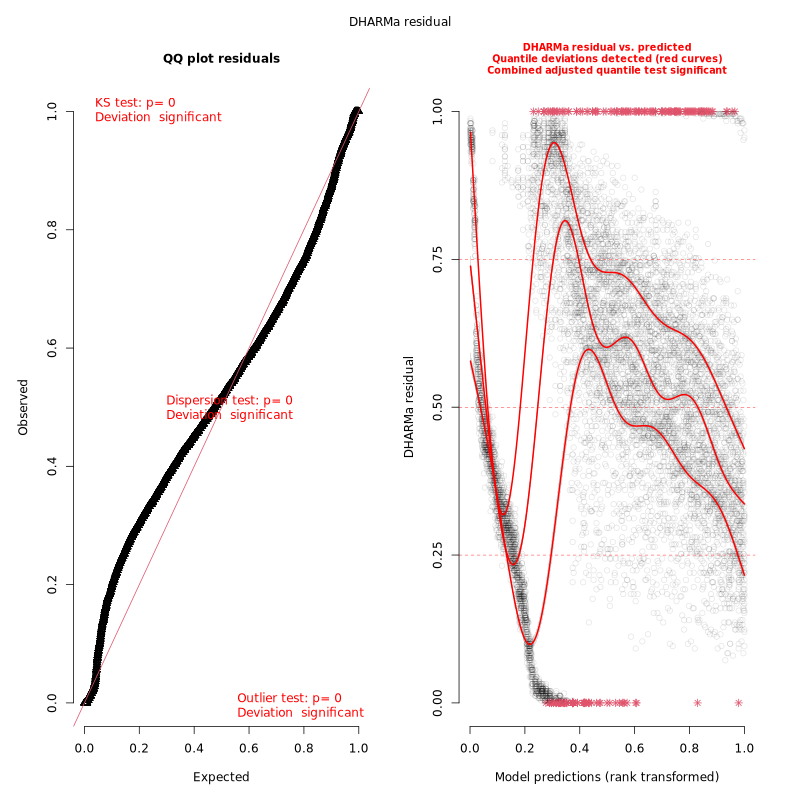 DHARMa residual
QQ plot residuals
KS test: p= 0
Deviation  significant
Dispersion test: p= 0
Deviation  significant
Outlier test: p= 0
Deviation  significant
Observed
0.0
0.2
0.4
0.6
0.8
1.0
0.0 0.2 0.4 0.6 0.8 1.0
Expected
DHARMa residual vs. predicted
Quantile deviations detected (red curves)
Combined adjusted quantile test significant
DHARMa residual
0.00
0.25
0.50
0.75
1.00
0.0 0.2 0.4 0.6 0.8 1.0
Model predictions (rank transformed)